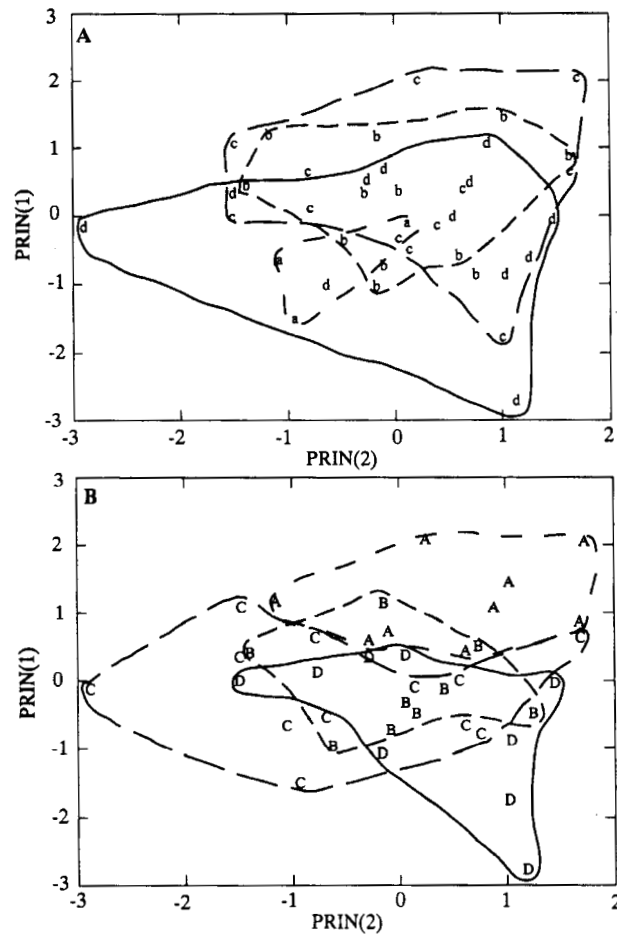 3
A
2
1
0
-1
-2
-3
PRIN(1)
c c
b
c b b
d
b c
c d b
d d b b d d
c c d d
a c
b c
a b d
b b d
d b
a
c
d
-3 -2 -1 0 1 2
PRIN(2)
3
B
2
1
0
-1
-2
-3
PRIN(1)
A A
A
A B A
C A C
C A B
B C D D A
D
C D C B C D
B B B
C C C B
B B C D
D
C D
D
-3 -2 -1 0 1 2
PRIN(2)